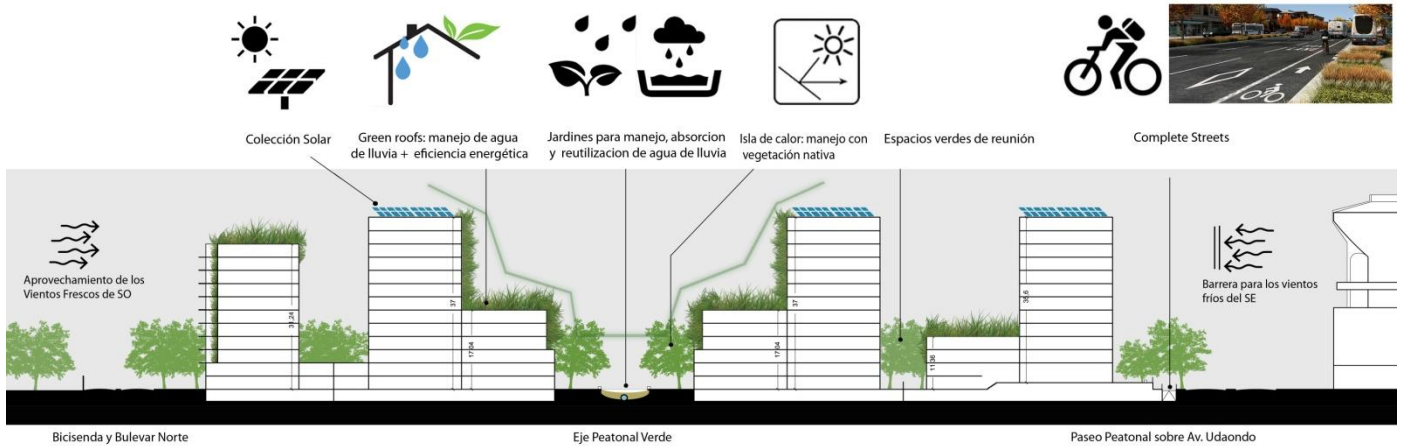 Colección Solar
Green roofs: manejo de agua
de lluvia + eficiencia energética
Jardines para manejo, absorcion
y reutilizacion de agua de lluvia
Isla de calor: manejo con
vegetación nativa
Espacios verdes de reunión
Complete Streets
Aprovechamiento de los
Vientos Frescos de SO
Barrera para los vientos
fríos del SE
37
17.04
37
17.04
11.36
Bicisenda y Bulevar Norte
Eje Peatonal Verde
Paseo Peatonal sobre Av. Udaondo